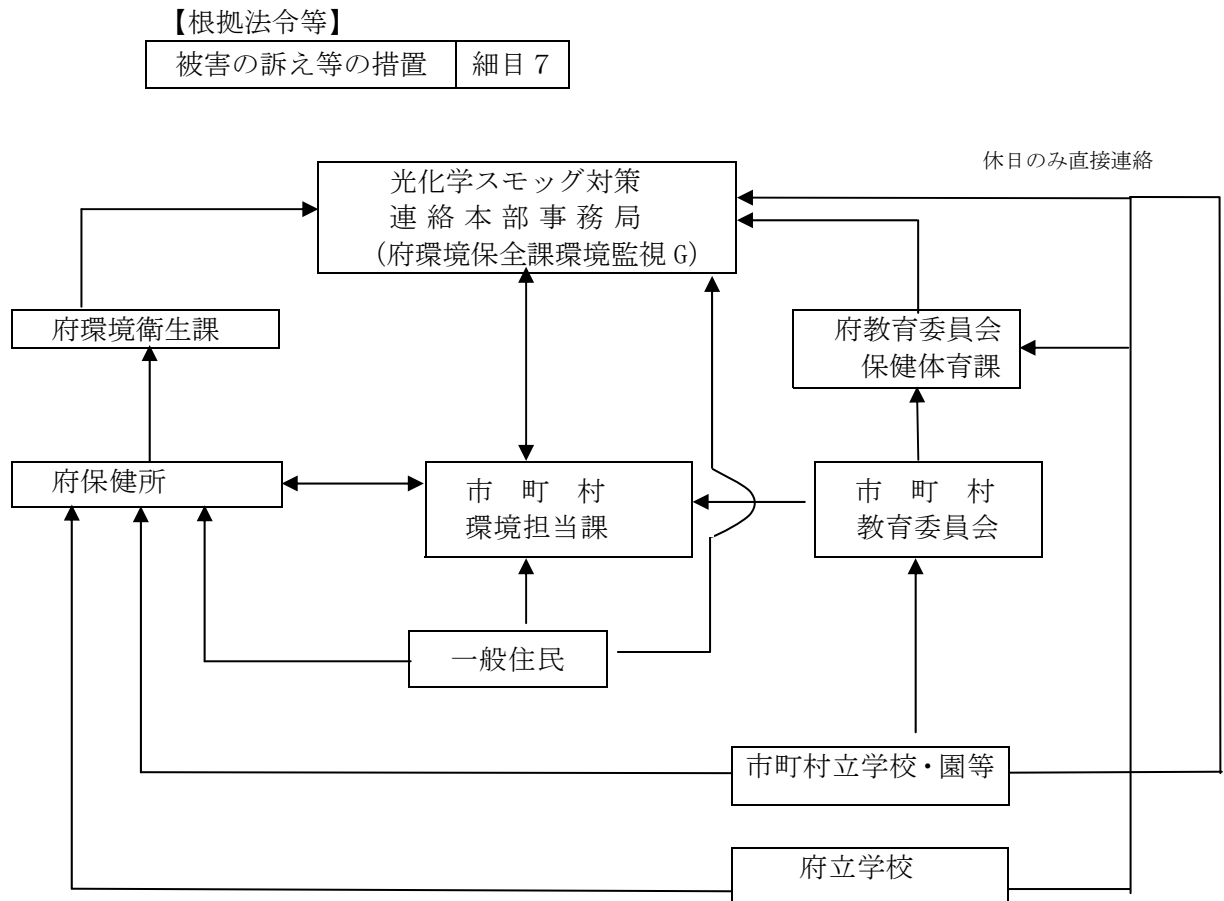 【根拠法令等】
被害の訴え等の措置 細目7
休日のみ直接連絡
光化学スモッグ対策
連絡本部事務局
(府環境保全課環境監視G)
府環境衛生課
府教育委員会
保健体育課
府保健所
市町村
環境担当課
市町村
教育委員会
一般住民
市町村立学校・園等
府立学校